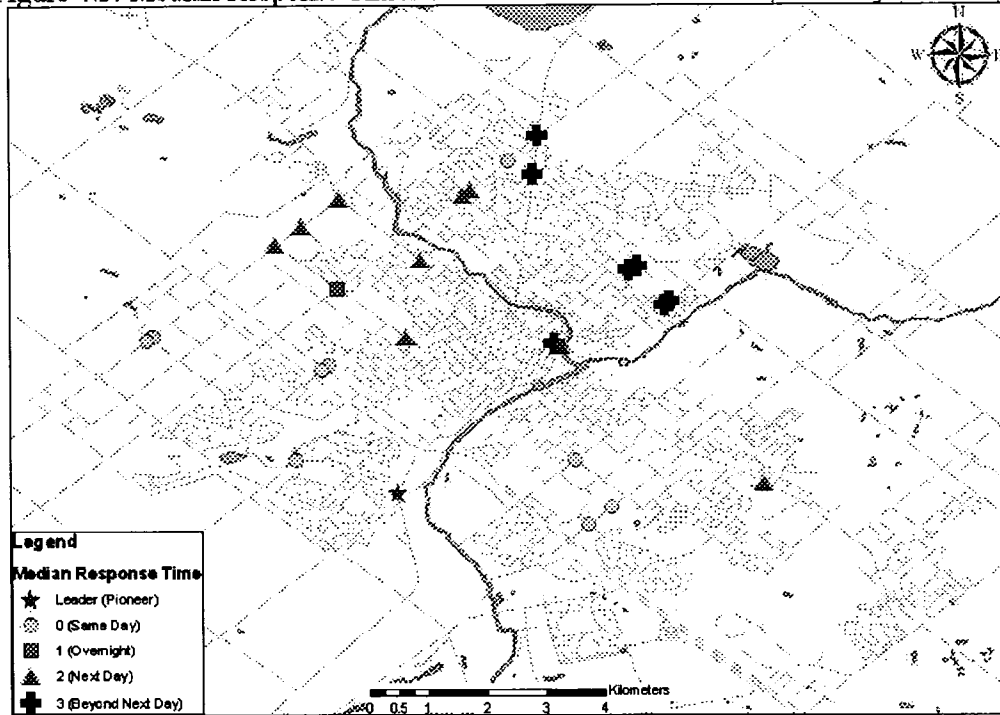 N
W E
S
Legend
Median Response Time
Leader (Pioneer)
0 (Same Day)
1 (Overnight)
2 (Next Day)
3 (Beyond Next Day)
Kilometers
0 0.5 1 2 3 4